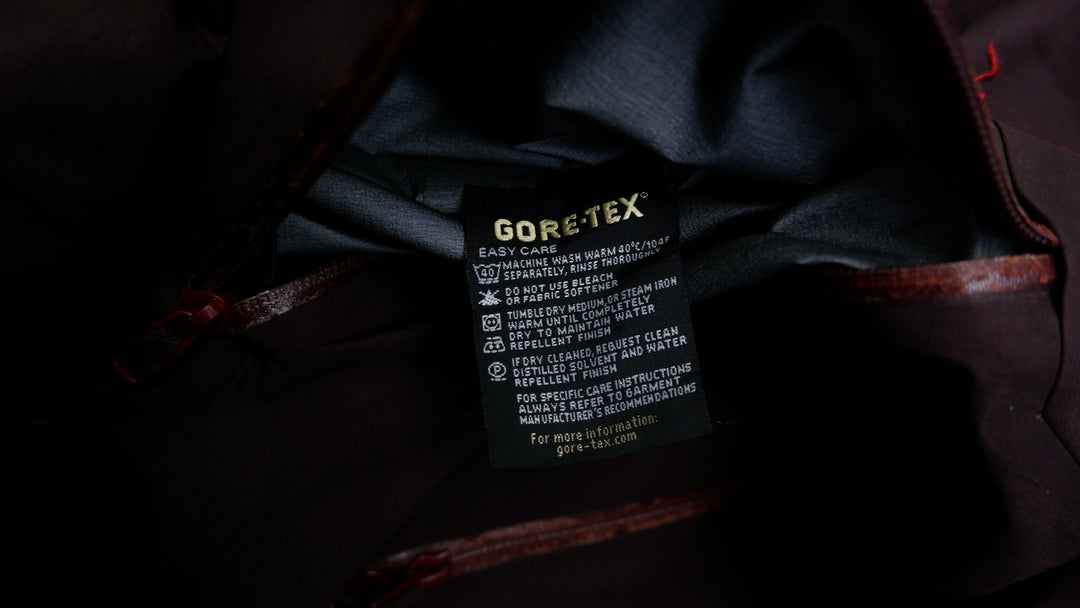 GORE-TEX®
EASY CARE
40 MACHINE WASH WARM 40°C/104F
SEPARATELY, RINSE THOROUGHLY
DO NOT USE BLEACH
OR FABRIC SOFTENER
TUMBLE DRY MEDIUM, OR STEAM IRON
WARM UNTIL COMPLETELY
DRY TO MAINTAIN WATER
REPELLENT FINISH
P IF DRY CLEANED, REQUEST CLEAN
DISTILLED SOLVENT AND WATER
REPELLENT FINISH
FOR SPECIFIC CARE INSTRUCTIONS
ALWAYS REFER TO GARMENT
MANUFACTURER'S RECOMMENDATIONS
For more information:
gore-tex.com